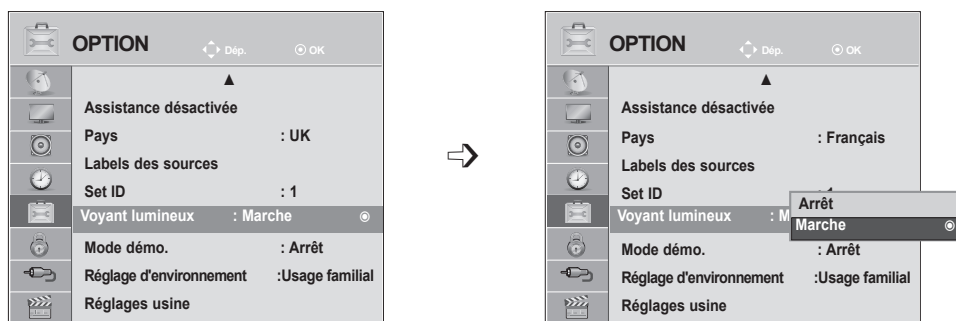 OPTION Dép. OK
Assistance désactivée
Pays : UK
Labels des sources
Set ID : 1
Voyant lumineux : Marche
Mode démo. : Arrêt
Réglage d'environnement :Usage familial
Réglages usine
OPTION Dép. OK
Assistance désactivée
Pays : Français
Labels des sources
Set ID
Voyant lumineux : M
Arrêt
Marche
Mode démo. : Arrêt
Réglage d'environnement :Usage familial
Réglages usine